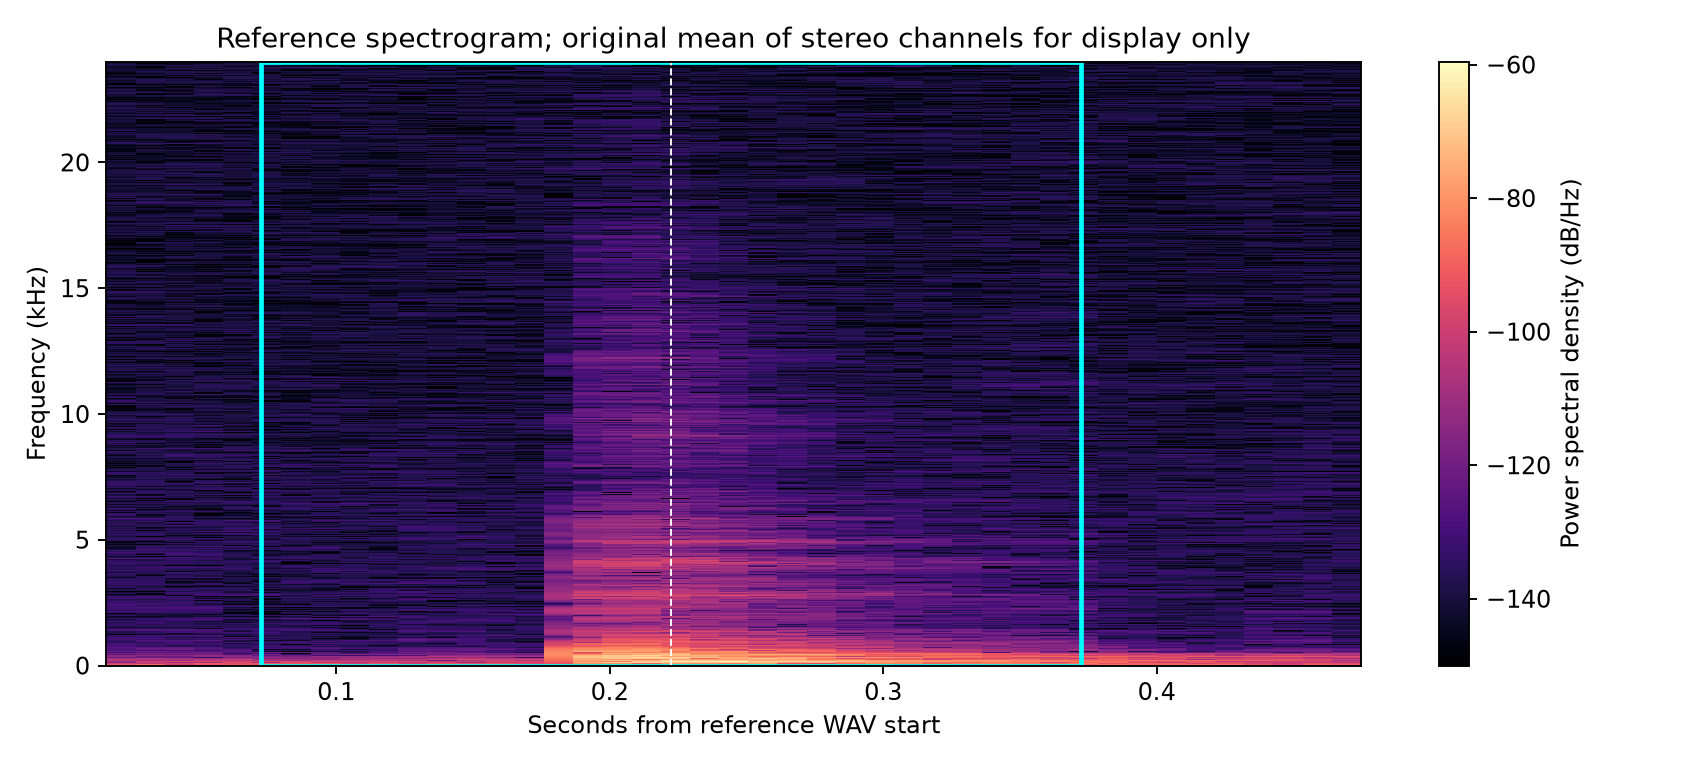 Reference spectrogram; original mean of stereo channels for display only
Frequency (kHz)
20
15
10
5
0
0.1 0.2 0.3 0.4
Seconds from reference WAV start
−60
−80
−100
−120
−140
Power spectral density (dB/Hz)